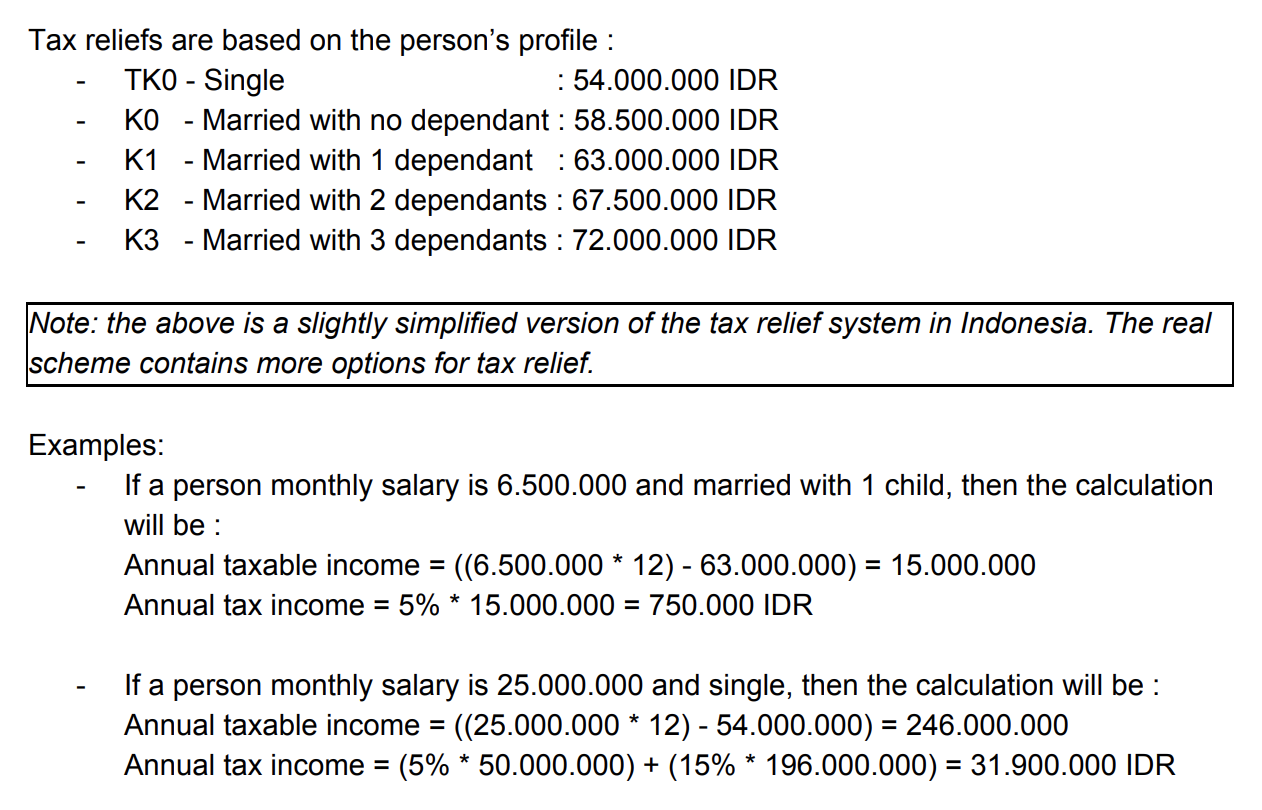 Tax reliefs are based on the person’s profile :
- TK0 - Single : 54.000.000 IDR
- K0 - Married with no dependant : 58.500.000 IDR
- K1 - Married with 1 dependant : 63.000.000 IDR
- K2 - Married with 2 dependants : 67.500.000 IDR
- K3 - Married with 3 dependants : 72.000.000 IDR
Note: the above is a slightly simplified version of the tax relief system in Indonesia. The real
scheme contains more options for tax relief.
Examples:
- If a person monthly salary is 6.500.000 and married with 1 child, then the calculation
will be :
Annual taxable income = ((6.500.000 * 12) - 63.000.000) = 15.000.000
Annual tax income = 5% * 15.000.000 = 750.000 IDR
- If a person monthly salary is 25.000.000 and single, then the calculation will be :
Annual taxable income = ((25.000.000 * 12) - 54.000.000) = 246.000.000
Annual tax income = (5% * 50.000.000) + (15% * 196.000.000) = 31.900.000 IDR